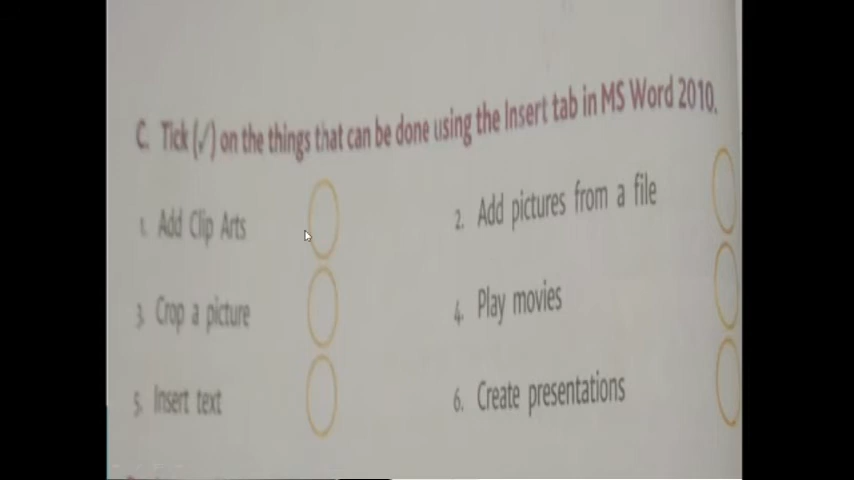 C. Tick (✓) on the things that can be done using the Insert tab in MS Word 2010.
1. Add Clip Arts
2. Add pictures from a file
3. Crop a picture
4. Play movies
5. Insert text
6. Create presentations